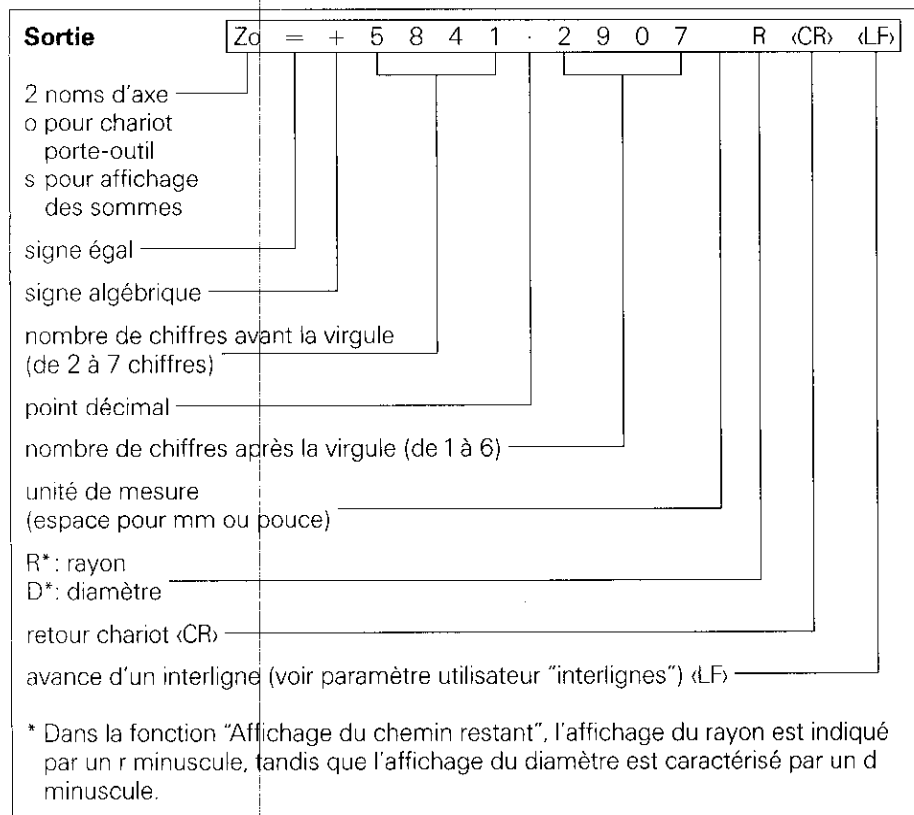 Sortie Zo = + 5 8 4 1 . 2 9 0 7 R ‹CR› ‹LF›
2 noms d'axe
o pour chariot
porte-outil
s pour affichage
des sommes
signe égal
signe algébrique
nombre de chiffres avant la virgule
(de 2 à 7 chiffres)
point décimal
nombre de chiffres après la virgule (de 1 à 6)
unité de mesure
(espace pour mm ou pouce)
R*: rayon
D*: diamètre
retour chariot ‹CR›
avance d'un interligne (voir paramètre utilisateur "interlignes") ‹LF›
* Dans la fonction "Affichage du chemin restant", l'affichage du rayon est indiqué
par un r minuscule, tandis que l'affichage du diamètre est caractérisé par un d
minuscule.